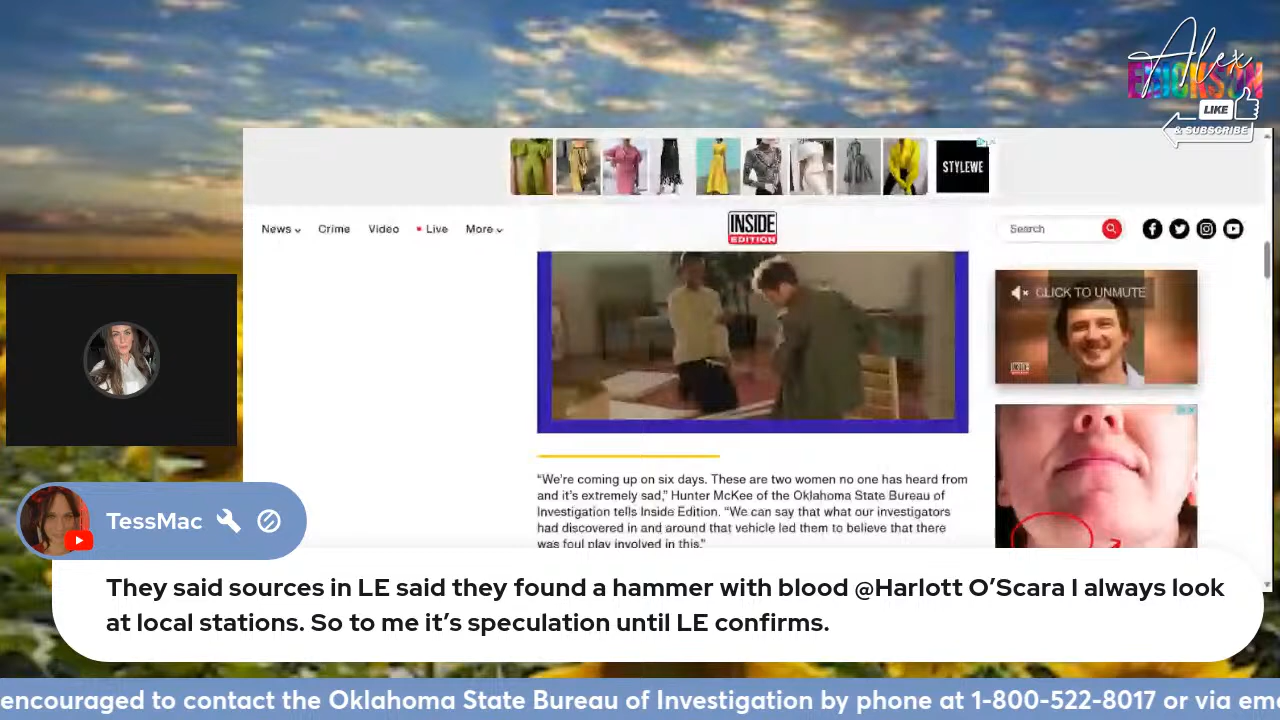 Alex
ERICKSON
LIKE
& SUBSCRIBE
STYLEWE
News
Crime
Video
Live
More
INSIDE
EDITION
Search
CLICK TO UNMUTE
“We’re coming up on six days. These are two women no one has heard from
and it’s extremely sad,” Hunter McKee of the Oklahoma State Bureau of
Investigation tells Inside Edition. “We can say that what our investigators
had discovered in and around that vehicle led them to believe that there
was foul play involved in this.”
TessMac
They said sources in LE said they found a hammer with blood @Harlott O’Scara I always look
at local stations. So to me it’s speculation until LE confirms.
encouraged to contact the Oklahoma State Bureau of Investigation by phone at 1-800-522-8017 or via ema